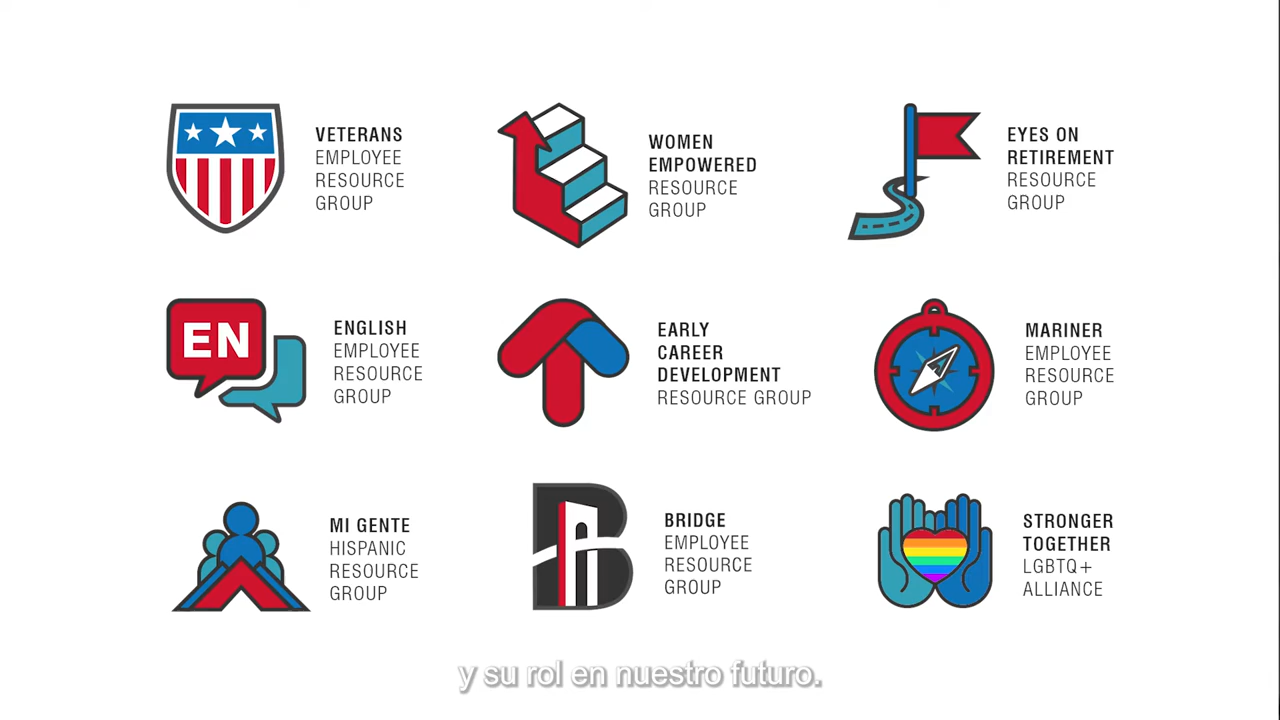 VETERANS
EMPLOYEE
RESOURCE
GROUP
WOMEN
EMPOWERED
RESOURCE
GROUP
EYES ON
RETIREMENT
RESOURCE
GROUP
EN
ENGLISH
EMPLOYEE
RESOURCE
GROUP
EARLY
CAREER
DEVELOPMENT
RESOURCE GROUP
MARINER
EMPLOYEE
RESOURCE
GROUP
MI GENTE
HISPANIC
RESOURCE
GROUP
B
BRIDGE
EMPLOYEE
RESOURCE
GROUP
STRONGER
TOGETHER
LGBTQ+
ALLIANCE
y su rol en nuestro futuro.